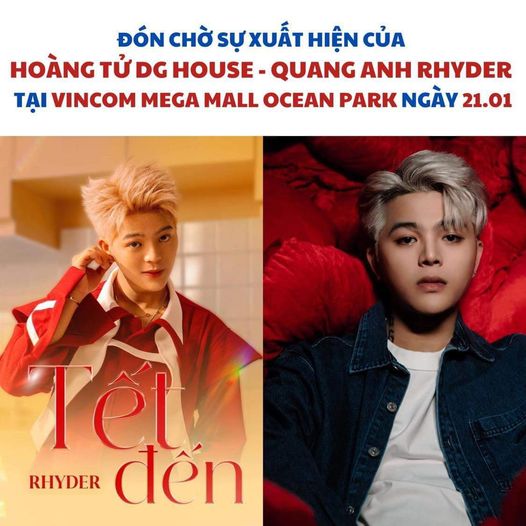 ĐÓN CHỜ SỰ XUẤT HIỆN CỦA
HOÀNG TỬ DG HOUSE - QUANG ANH RHYDER
TẠI VINCOM MEGA MALL OCEAN PARK NGÀY 21.01
Tết
RHYDER đến